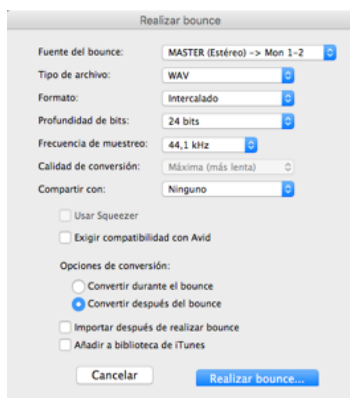 Realizar bounce
Fuente del bounce: MASTER (Estéreo) -> Mon 1-2
Tipo de archivo: WAV
Formato: Intercalado
Profundidad de bits: 24 bits
Frecuencia de muestreo: 44,1 kHz
Calidad de conversión: Máxima (más lenta)
Compartir con: Ninguno
Usar Squeezer
Exigir compatibilidad con Avid
Opciones de conversión:
Convertir durante el bounce
Convertir después del bounce
Importar después de realizar bounce
Añadir a biblioteca de iTunes
Cancelar Realizar bounce...